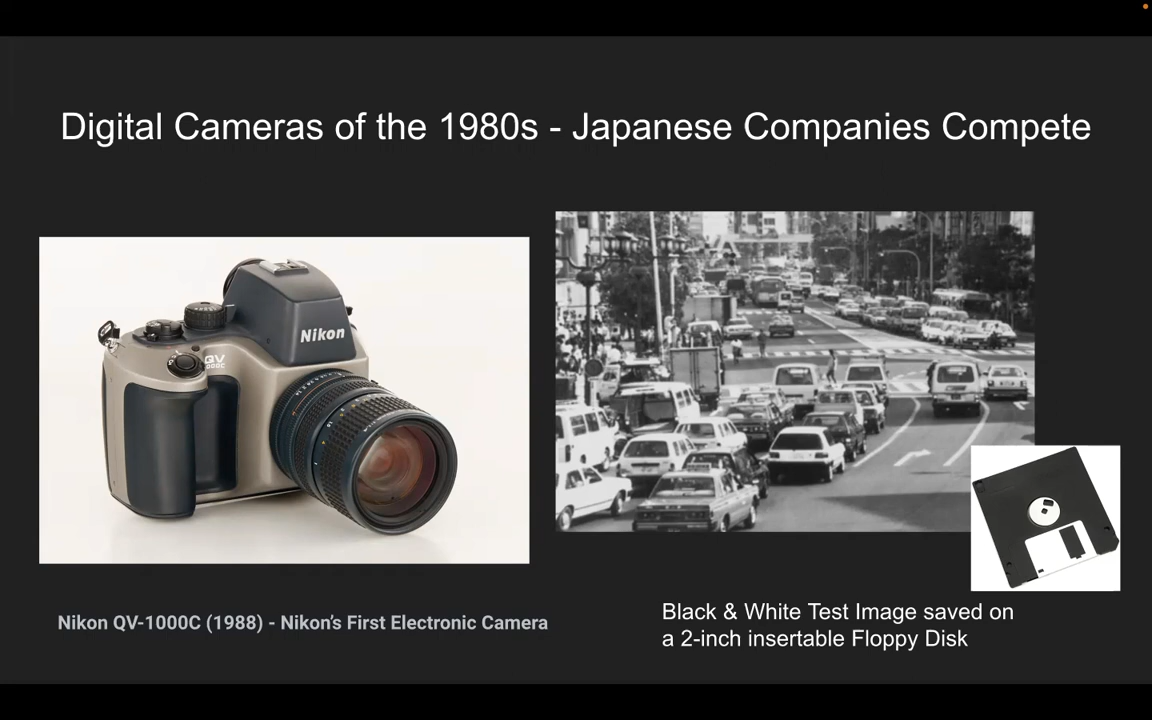 Digital Cameras of the 1980s - Japanese Companies Compete
Nikon
QV
Nikon QV-1000C (1988) - Nikon's First Electronic Camera
Black & White Test Image saved on
a 2-inch insertable Floppy Disk